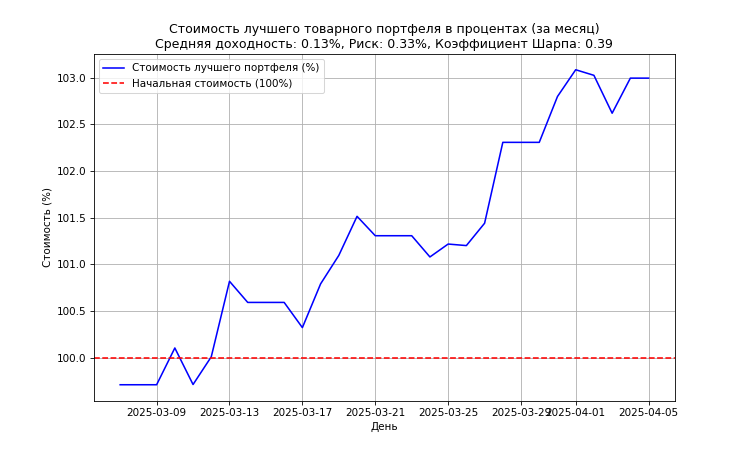 Стоимость лучшего товарного портфеля в процентах (за месяц)
Средняя доходность: 0.13%, Риск: 0.33%, Коэффициент Шарпа: 0.39
Стоимость лучшего портфеля (%)
Начальная стоимость (100%)
Стоимость (%)
103.0
102.5
102.0
101.5
101.0
100.5
100.0
2025-03-09 2025-03-13 2025-03-17 2025-03-21 2025-03-25 2025-03-29 2025-04-01 2025-04-05
День